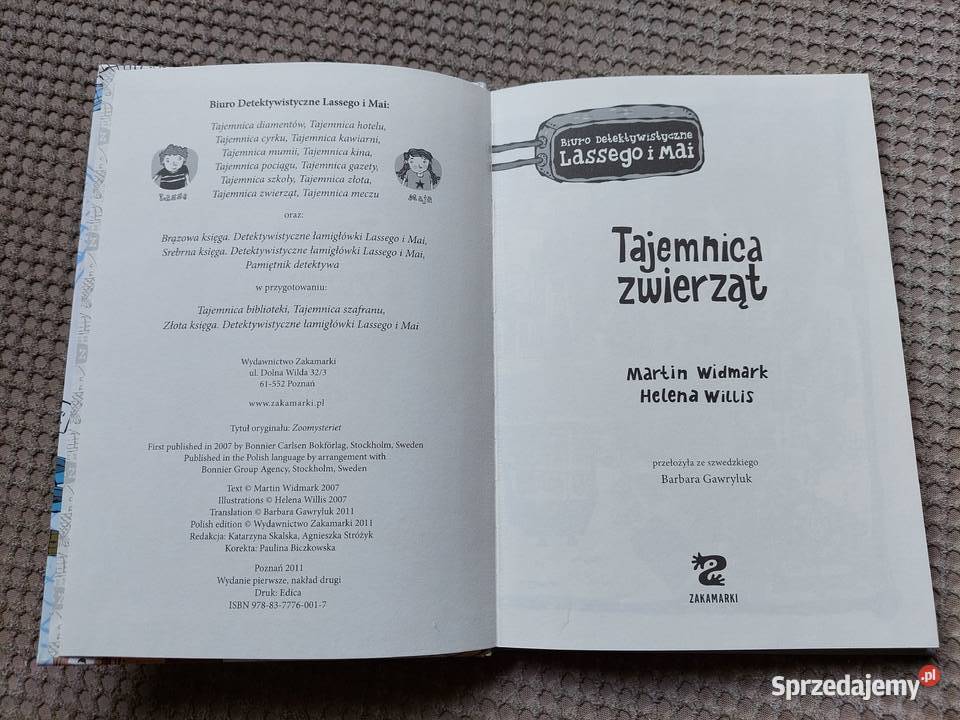 Biuro Detektywistyczne Lassego i Mai:
Tajemnica diamentów, Tajemnica hotelu,
Tajemnica cyrku, Tajemnica kawiarni,
Tajemnica mumii, Tajemnica kina,
Tajemnica pociągu, Tajemnica gazety,
Tajemnica szkoły, Tajemnica złota,
Tajemnica zwierząt, Tajemnica meczu
Lasse
Maja
oraz:
Brązowa księga. Detektywistyczne łamigłówki Lassego i Mai,
Srebrna księga. Detektywistyczne łamigłówki Lassego i Mai,
Pamiętnik detektywa
w przygotowaniu:
Tajemnica biblioteki, Tajemnica szafranu,
Złota księga. Detektywistyczne łamigłówki Lassego i Mai
Wydawnictwo Zakamarki
ul. Dolna Wilda 32/3
61-552 Poznań
www.zakamarki.pl
Tytuł oryginału: Zoomysteriet
First published in 2007 by Bonnier Carlsen Bokförlag, Stockholm, Sweden
Published in the Polish language by arrangement with
Bonnier Group Agency, Stockholm, Sweden
Text © Martin Widmark 2007
Illustrations © Helena Willis 2007
Translation © Barbara Gawryluk 2011
Polish edition © Wydawnictwo Zakamarki 2011
Redakcja: Katarzyna Skalska, Agnieszka Stróżyk
Korekta: Paulina Biczkowska
Poznań 2011
Wydanie pierwsze, nakład drugi
Druk: Edica
ISBN 978-83-7776-001-7
Biuro Detektywistyczne
Lassego i Mai
Tajemnica
zwierząt
Martin Widmark
Helena Willis
przełożyła ze szwedzkiego
Barbara Gawryluk
ZAKAMARKI
Sprzedajemy.pl